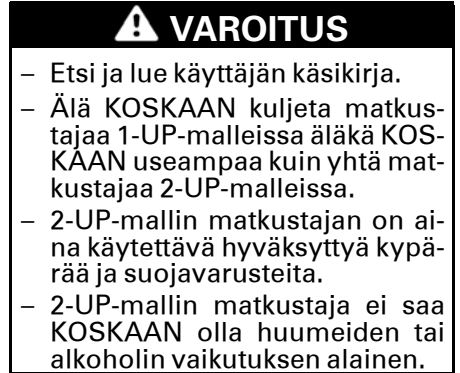 VAROITUS
– Etsi ja lue käyttäjän käsikirja.
– Älä KOSKAAN kuljeta matkus-
tajaa 1-UP-malleissa äläkä KOS-
KAAN useampaa kuin yhtä mat-
kustajaa 2-UP-malleissa.
– 2-UP-mallin matkustajan on ai-
na käytettävä hyväksyttyä kypä-
rää ja suojavarusteita.
– 2-UP-mallin matkustaja ei saa
KOSKAAN olla huumeiden tai
alkoholin vaikutuksen alainen.